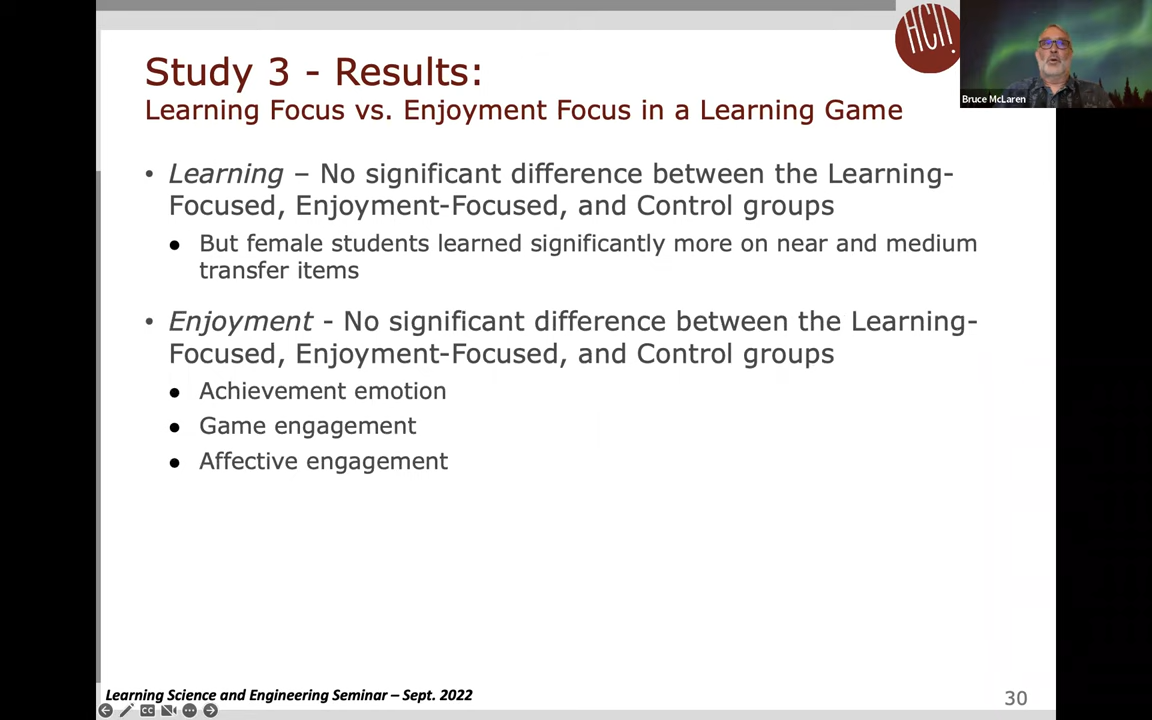 HCII
Bruce McLaren
Study 3 - Results:
Learning Focus vs. Enjoyment Focus in a Learning Game
• Learning – No significant difference between the Learning-
Focused, Enjoyment-Focused, and Control groups
● But female students learned significantly more on near and medium
transfer items
• Enjoyment - No significant difference between the Learning-
Focused, Enjoyment-Focused, and Control groups
● Achievement emotion
● Game engagement
● Affective engagement
Learning Science and Engineering Seminar – Sept. 2022
30
CC